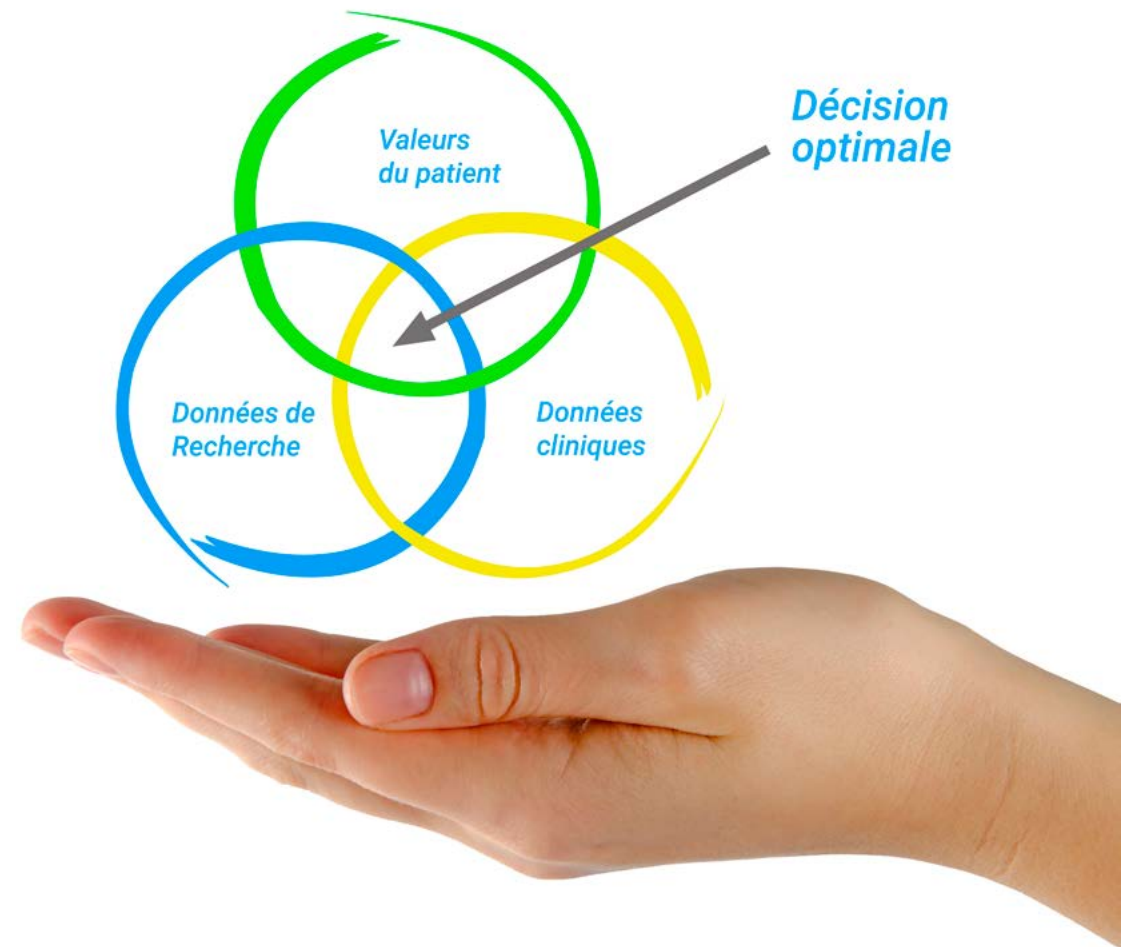 Décision
optimale
Valeurs
du patient
Données de
Recherche
Données
cliniques